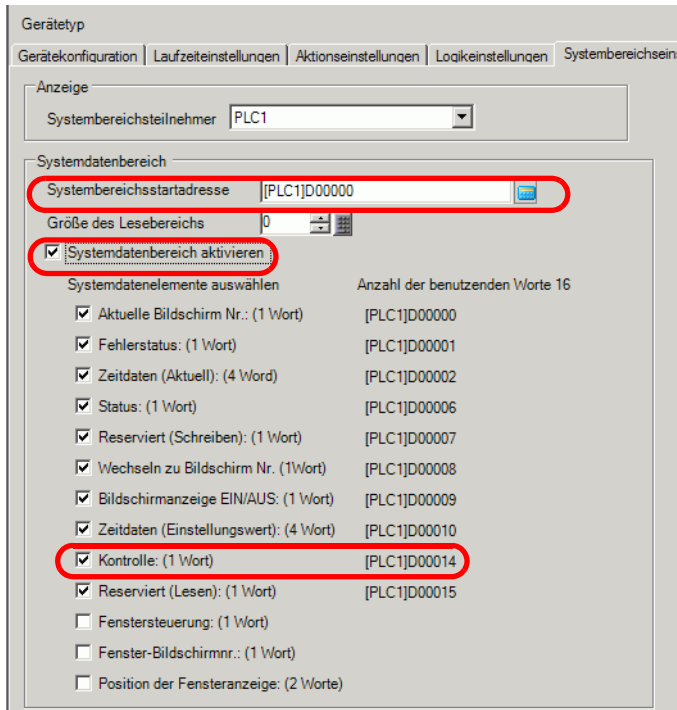 Gerätetyp
Gerätekonfiguration Laufzeiteinstellungen Aktionseinstellungen Logikeinstellungen Systembereichsein
Anzeige
Systembereichsteilnehmer PLC1
Systemdatenbereich
Systembereichsstartadresse [PLC1]D00000
Größe des Lesebereichs 0
Systemdatenbereich aktivieren
Systemdatenelemente auswählen Anzahl der benutzenden Worte 16
Aktuelle Bildschirm Nr.: (1 Wort) [PLC1]D00000
Fehlerstatus: (1 Wort) [PLC1]D00001
Zeitdaten (Aktuell): (4 Word) [PLC1]D00002
Status: (1 Wort) [PLC1]D00006
Reserviert (Schreiben): (1 Wort) [PLC1]D00007
Wechseln zu Bildschirm Nr. (1Wort) [PLC1]D00008
Bildschirmanzeige EIN/AUS: (1 Wort) [PLC1]D00009
Zeitdaten (Einstellungswert): (4 Wort) [PLC1]D00010
Kontrolle: (1 Wort) [PLC1]D00014
Reserviert (Lesen): (1 Wort) [PLC1]D00015
Fenstersteuerung: (1 Wort)
Fenster-Bildschirmnr.: (1 Wort)
Position der Fensteranzeige: (2 Worte)